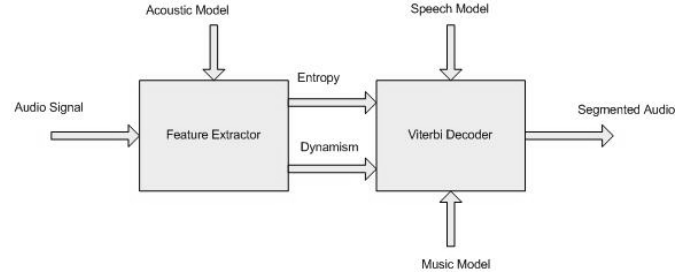 Acoustic Model
Speech Model
Entropy
Audio Signal
Segmented Audio
Feature Extractor
Viterbi Decoder
Dynamism
Music Model